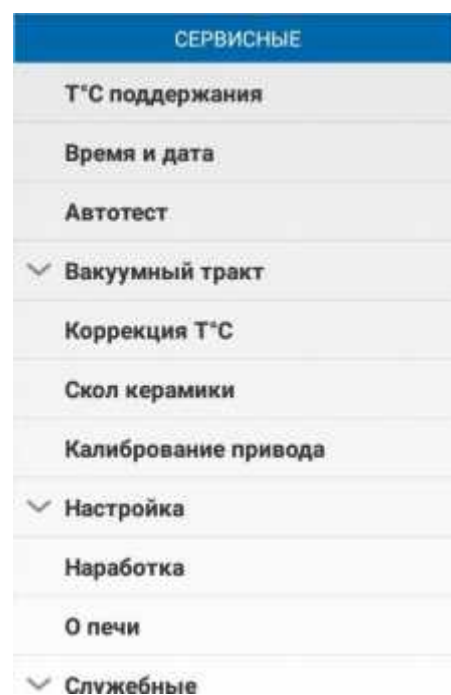 СЕРВИСНЫЕ
T°C поддержания
Время и дата
Автотест
Вакуумный тракт
Коррекция T°C
Скол керамики
Калибрование привода
Настройка
Наработка
О печи
Служебные